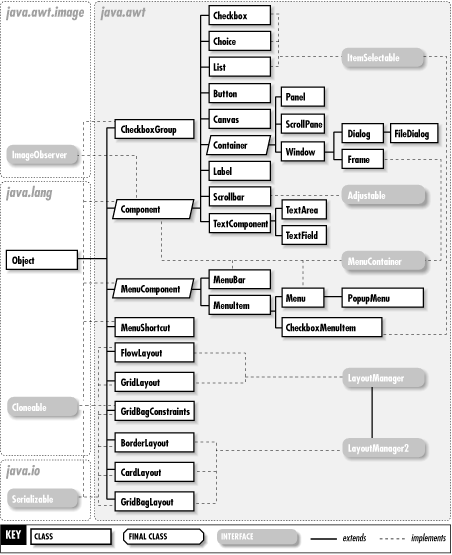 java.awt.image
java.awt
Checkbox
Choice
ItemSelectable
List
Button
Panel
Canvas
CheckboxGroup
ScrollPane
Dialog
FileDialog
Container
Window
ImageObserver
Frame
Label
java.lang
Scrollbar
Adjustable
Component
TextArea
TextComponent
TextField
Object
MenuContainer
MenuBar
MenuComponent
Menu
PopupMenu
MenuItem
MenuShortcut
CheckboxMenuItem
FlowLayout
GridLayout
LayoutManager
Cloneable
GridBagConstraints
BorderLayout
LayoutManager2
java.io
CardLayout
Serializable
GridBagLayout
KEY
CLASS
FINAL CLASS
INTERFACE
extends
implements